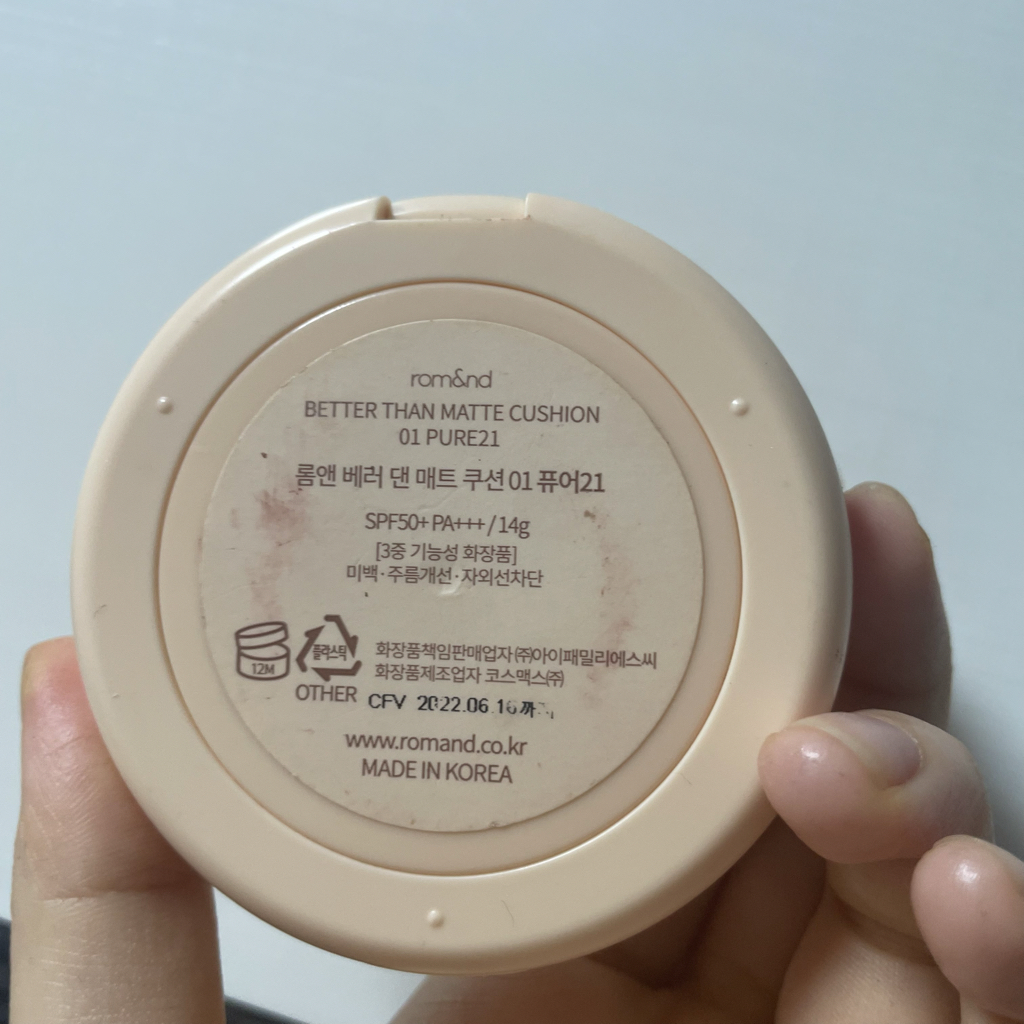 rom&nd
BETTER THAN MATTE CUSHION
01 PURE21
롬앤 베러 댄 매트 쿠션 01 퓨어21
SPF50+ PA+++ / 14g
[3중 기능성 화장품]
미백·주름개선·자외선차단
12M
플라스틱
OTHER
화장품책임판매업자 ㈜아이패밀리에스씨
화장품제조업자 코스맥스㈜
CFV 2022.06.16까지
www.romand.co.kr
MADE IN KOREA